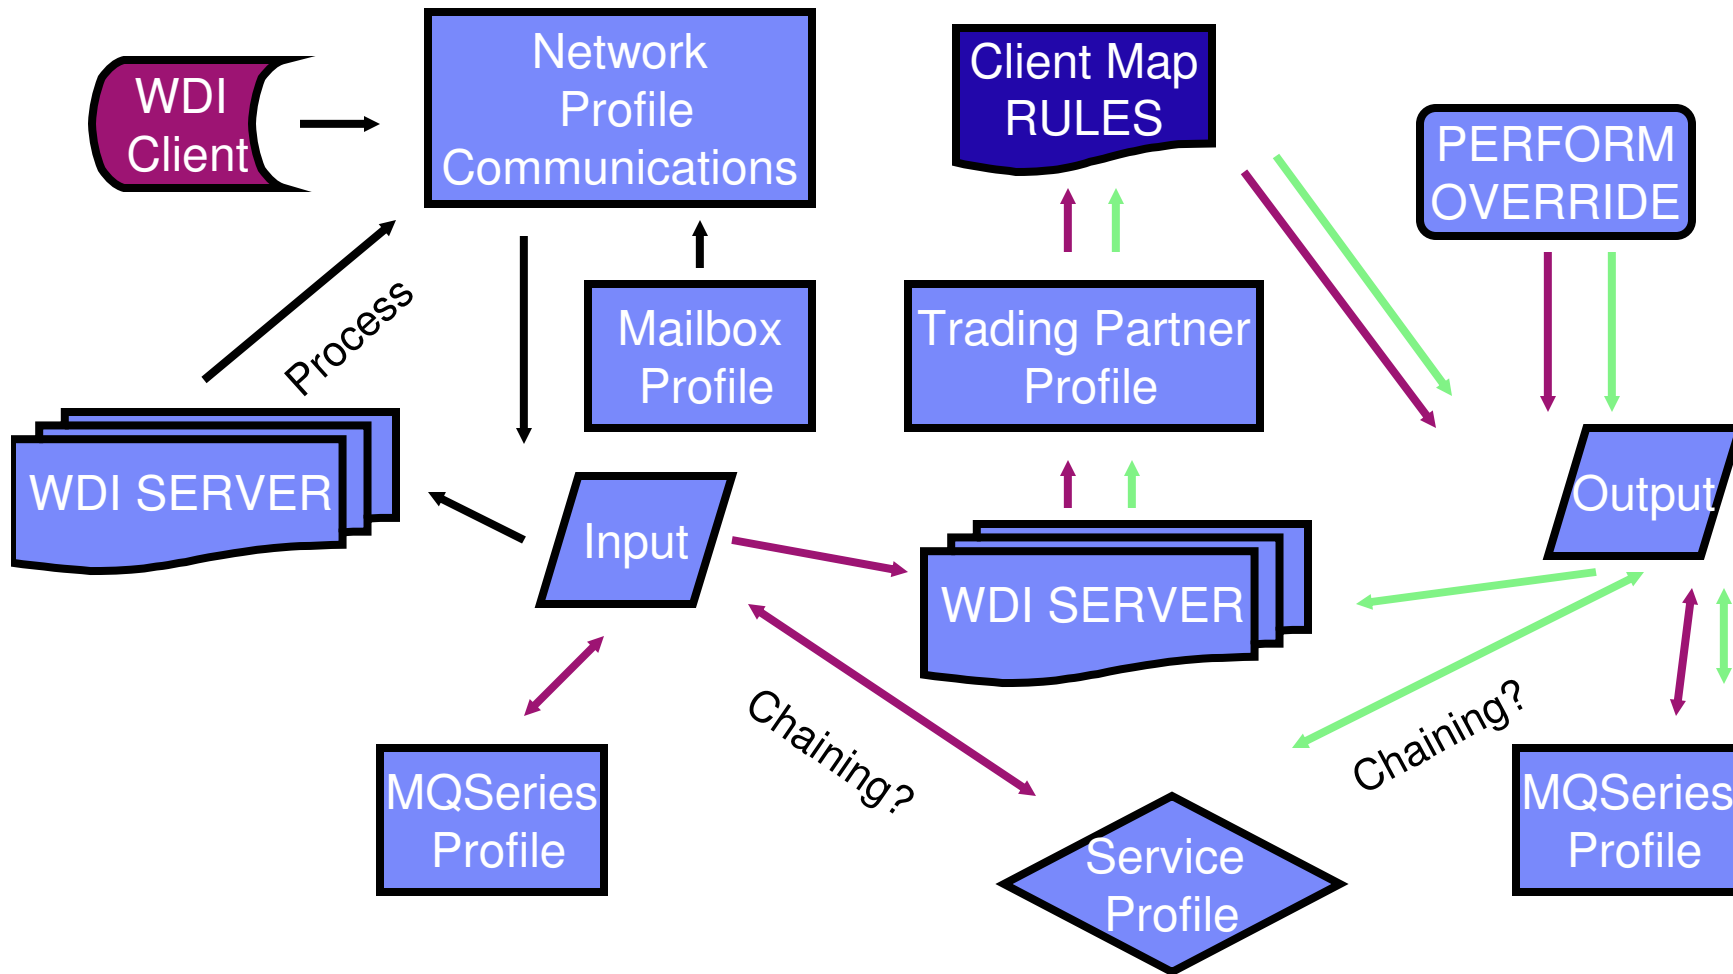 Network
Profile
Communications
WDI
Client
Client Map
RULES
PERFORM
OVERRIDE
Process
Mailbox
Profile
Trading Partner
Profile
WDI SERVER
Input
WDI SERVER
Output
Chaining?
Chaining?
MQSeries
Profile
Service
Profile
MQSeries
Profile